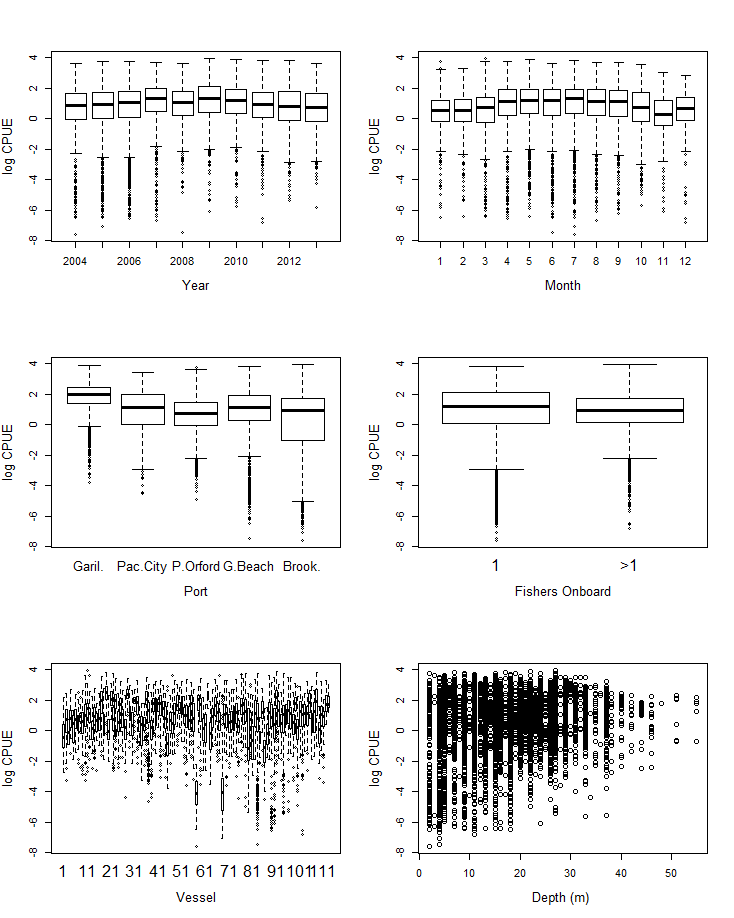 4
2
0
-2
-4
-6
-8
log CPUE
2004 2006 2008 2010 2012
Year
4
2
0
-2
-4
-6
-8
log CPUE
1 2 3 4 5 6 7 8 9 10 11 12
Month
4
2
0
-2
-4
-6
-8
log CPUE
Garil. Pac.City P.Orford G.Beach Brook.
Port
4
2
0
-2
-4
-6
-8
log CPUE
1 >1
Fishers Onboard
4
2
0
-2
-4
-6
-8
log CPUE
1 11 21 31 41 51 61 71 81 91 101 111
Vessel
4
2
0
-2
-4
-6
-8
log CPUE
0 10 20 30 40 50
Depth (m)